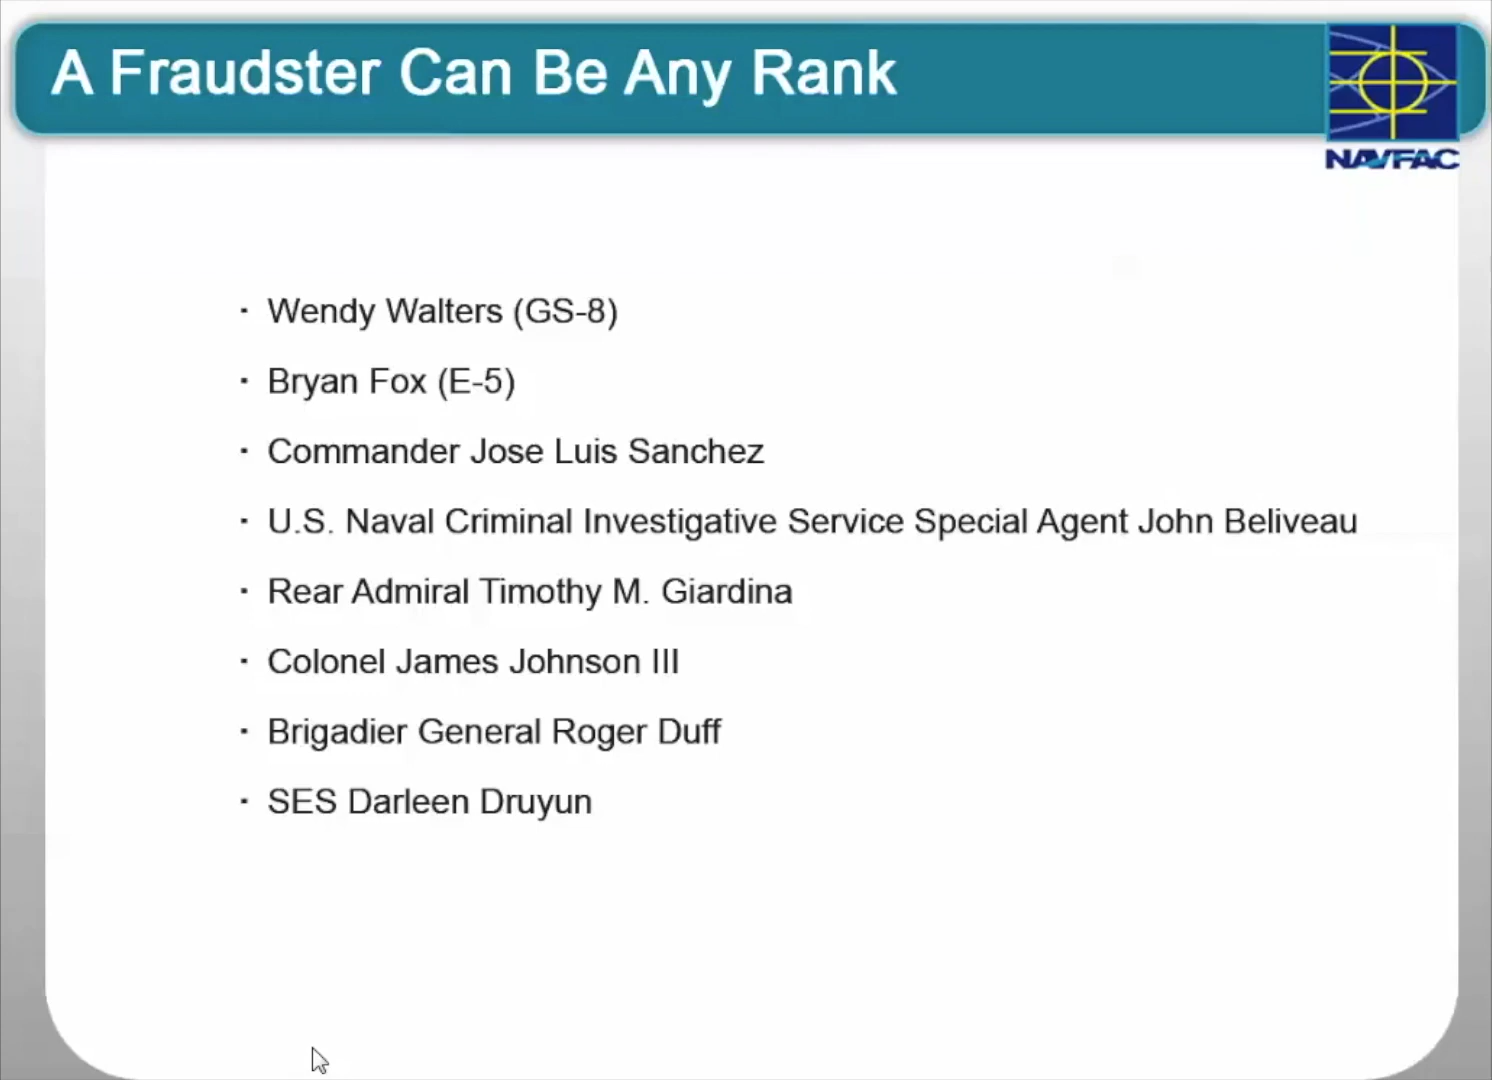 A Fraudster Can Be Any Rank
NAVFAC
· Wendy Walters (GS-8)
· Bryan Fox (E-5)
· Commander Jose Luis Sanchez
· U.S. Naval Criminal Investigative Service Special Agent John Beliveau
· Rear Admiral Timothy M. Giardina
· Colonel James Johnson III
· Brigadier General Roger Duff
· SES Darleen Druyun